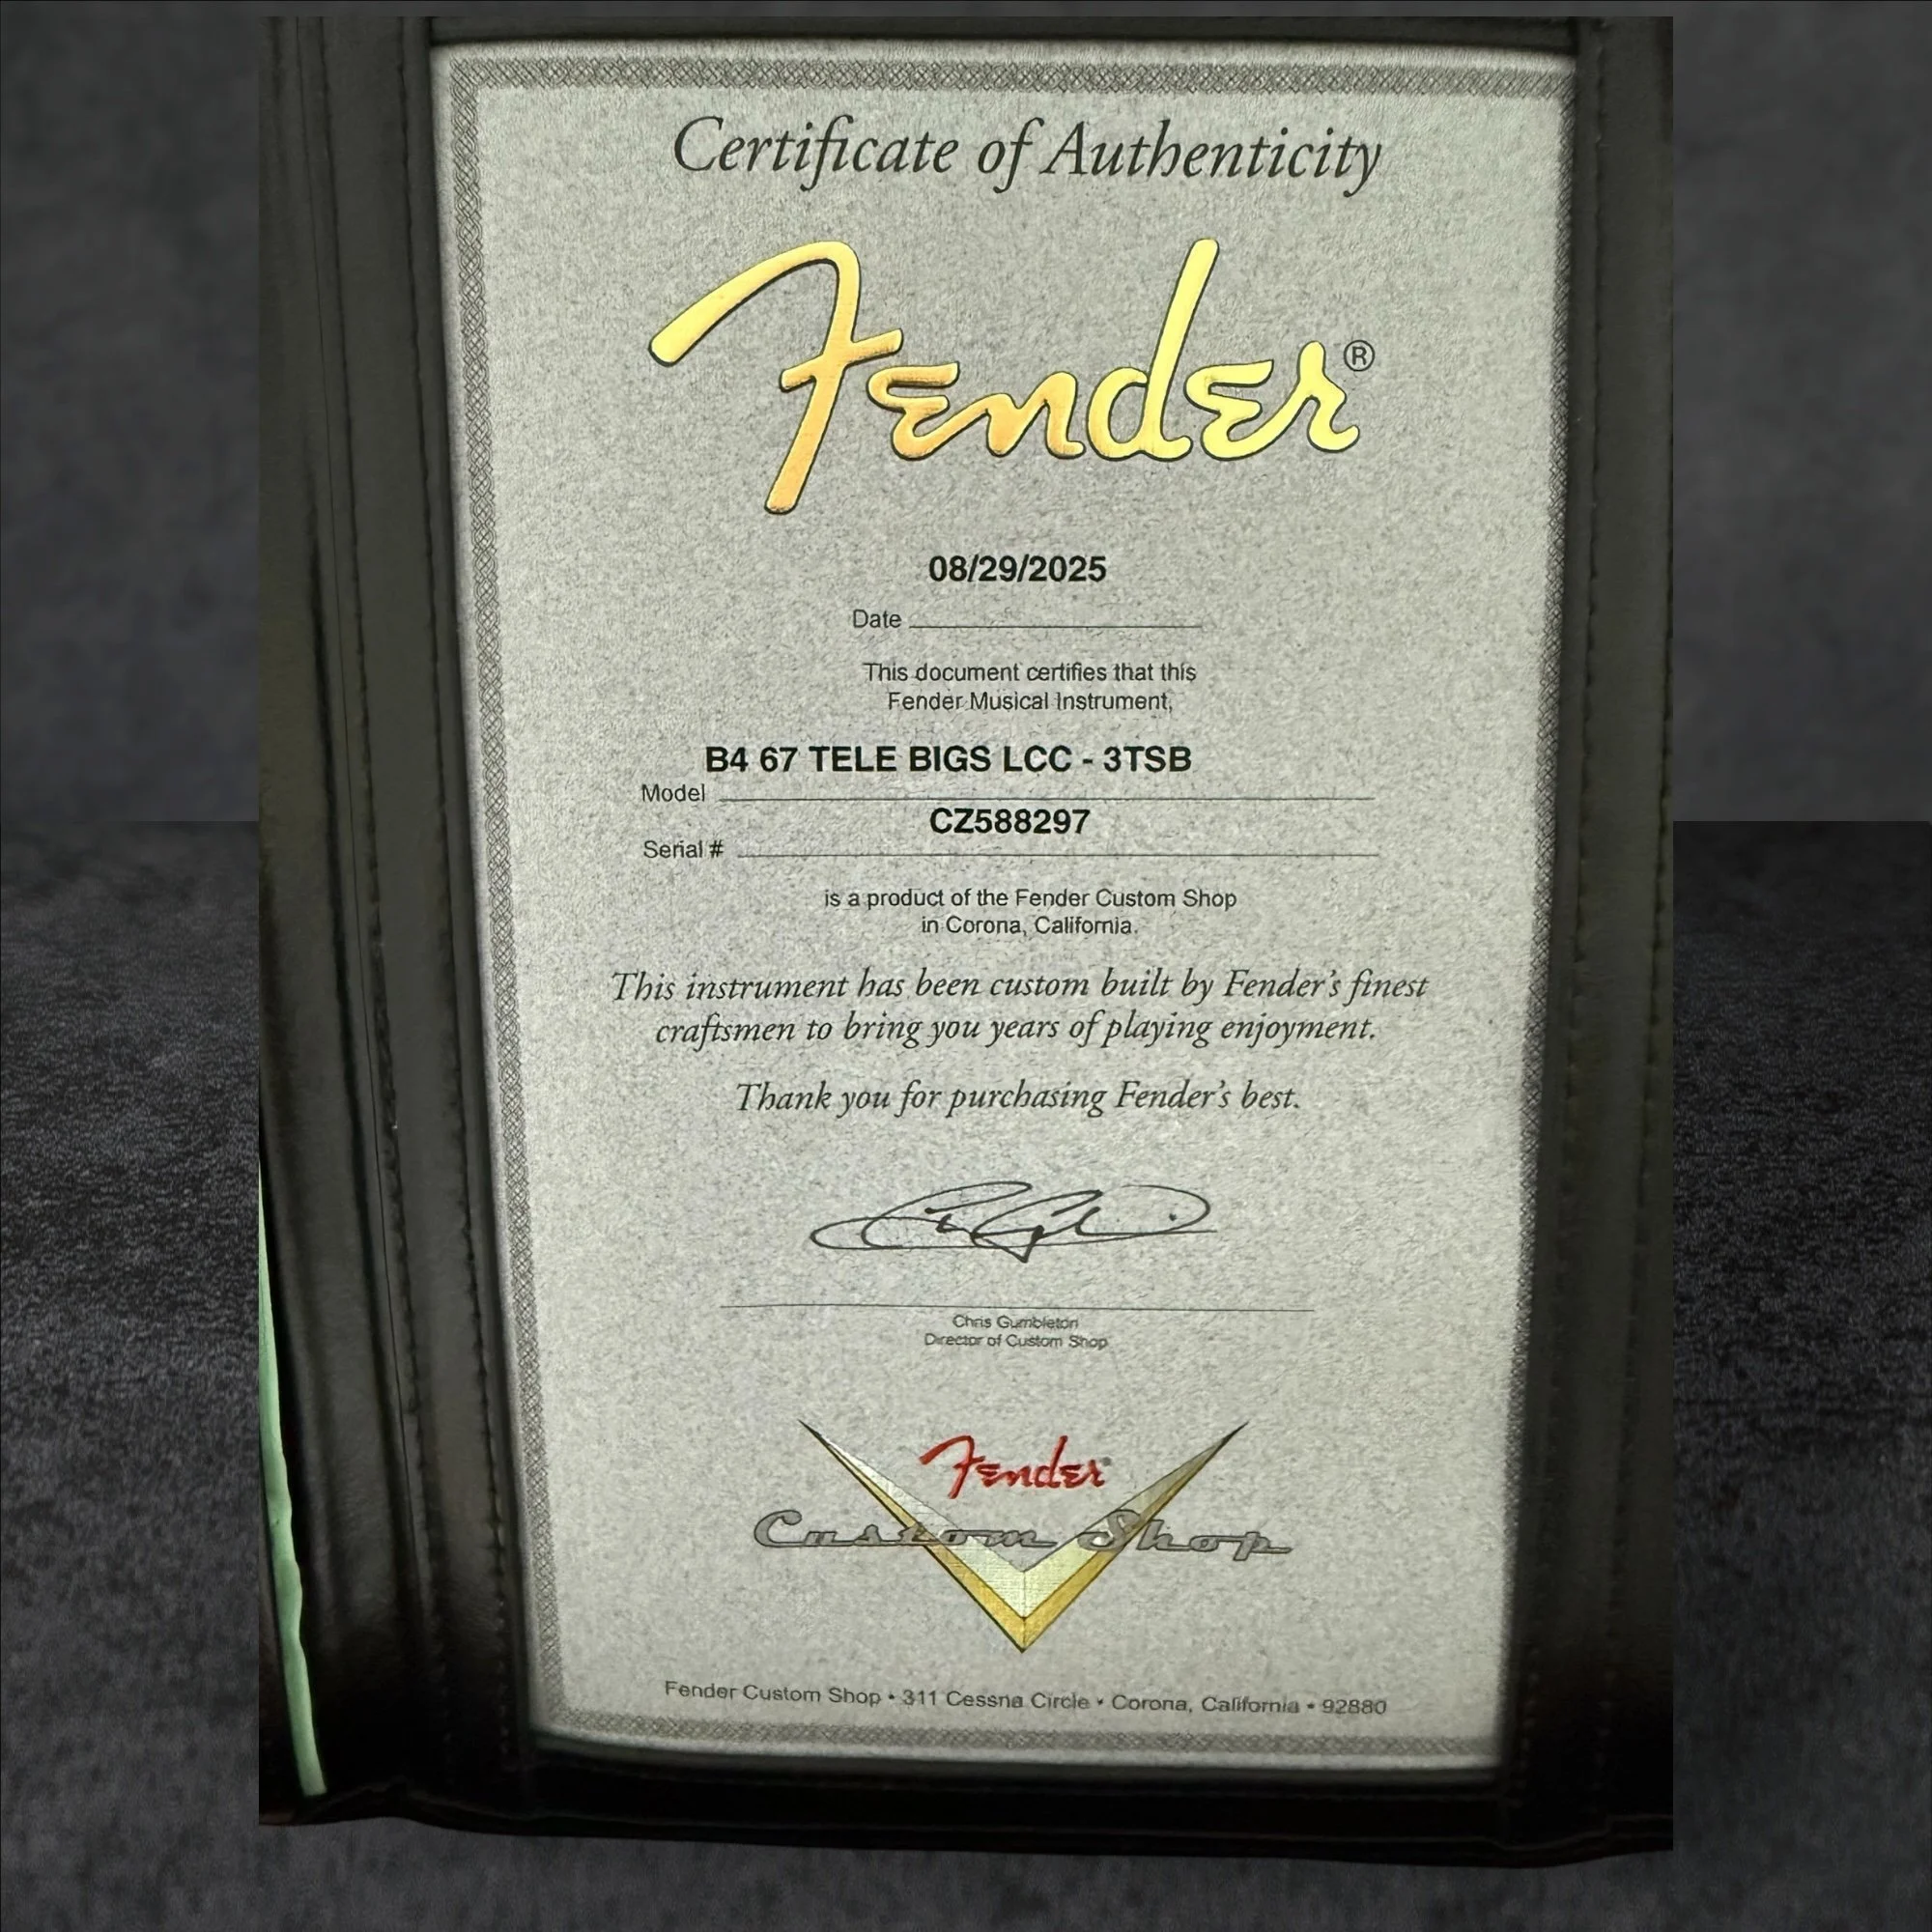 Certificate of Authenticity
Fender®
08/29/2025
Date
This document certifies that this
Fender Musical Instrument,
B4 67 TELE BIGS LCC - 3TSB
Model
CZ588297
Serial #
is a product of the Fender Custom Shop
in Corona, California.
This instrument has been custom built by Fender's finest
craftsmen to bring you years of playing enjoyment.
Thank you for purchasing Fender's best.
Chris Gumbleton
Director of Custom Shop
Fender
Custom Shop
Fender Custom Shop • 311 Cessna Circle • Corona, California • 92880